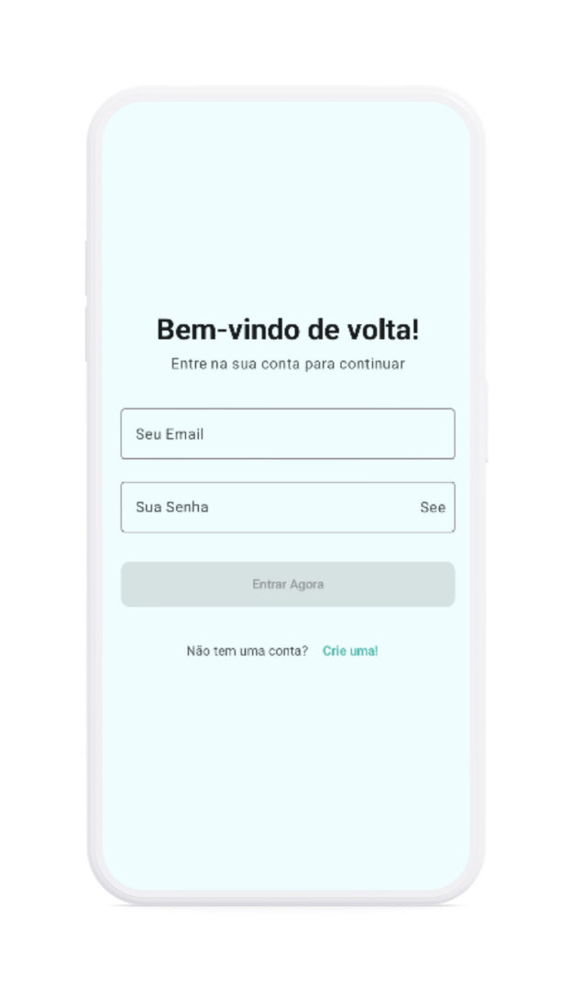 Bem-vindo de volta!
Entre na sua conta para continuar
Seu Email
Sua Senha See
Entrar Agora
Não tem uma conta? Crie uma!